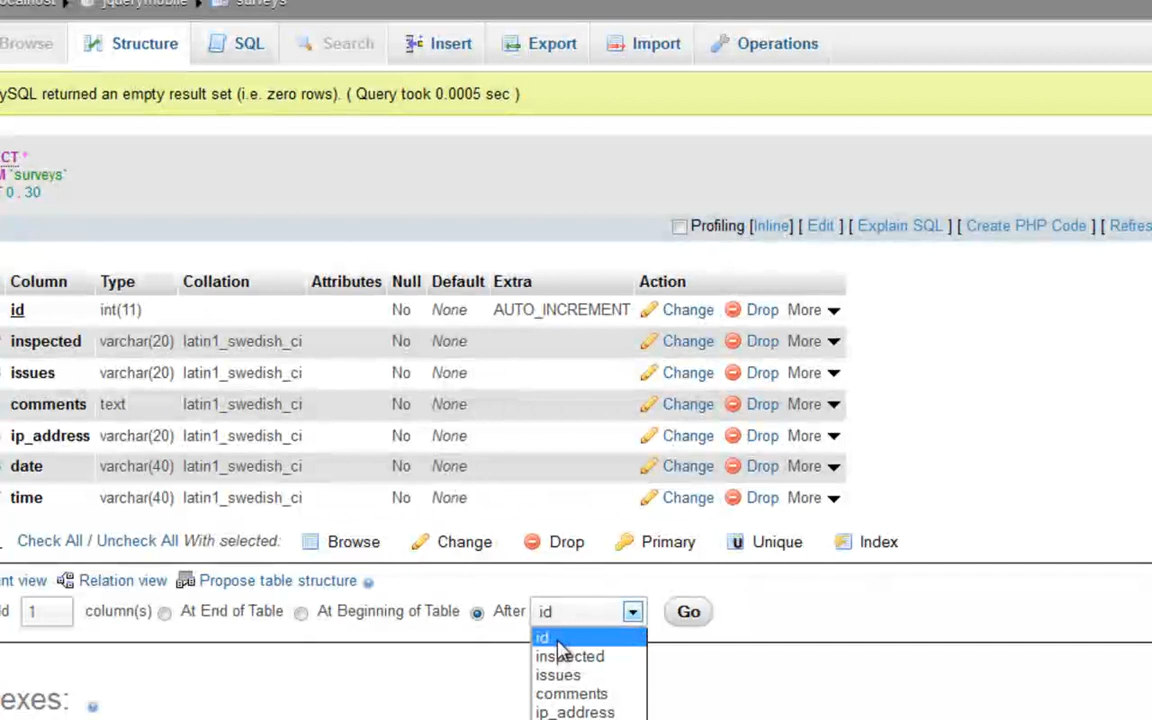 localhost jquerymobile surveys
Browse Structure SQL Search Insert Export Import Operations
ySQL returned an empty result set (i.e. zero rows). ( Query took 0.0005 sec )
CT *
M `surveys`
T 0 , 30
Profiling [Inline] [ Edit ] [ Explain SQL ] [ Create PHP Code ] [ Refres
Column Type Collation Attributes Null Default Extra Action
id int(11) No None AUTO_INCREMENT Change Drop More
inspected varchar(20) latin1_swedish_ci No None Change Drop More
issues varchar(20) latin1_swedish_ci No None Change Drop More
comments text latin1_swedish_ci No None Change Drop More
ip_address varchar(20) latin1_swedish_ci No None Change Drop More
date varchar(40) latin1_swedish_ci No None Change Drop More
time varchar(40) latin1_swedish_ci No None Change Drop More
Check All / Uncheck All With selected: Browse Change Drop Primary Unique Index
nt view Relation view Propose table structure
d 1 column(s) At End of Table At Beginning of Table After id Go
id
inspected
issues
comments
ip_address
exes: